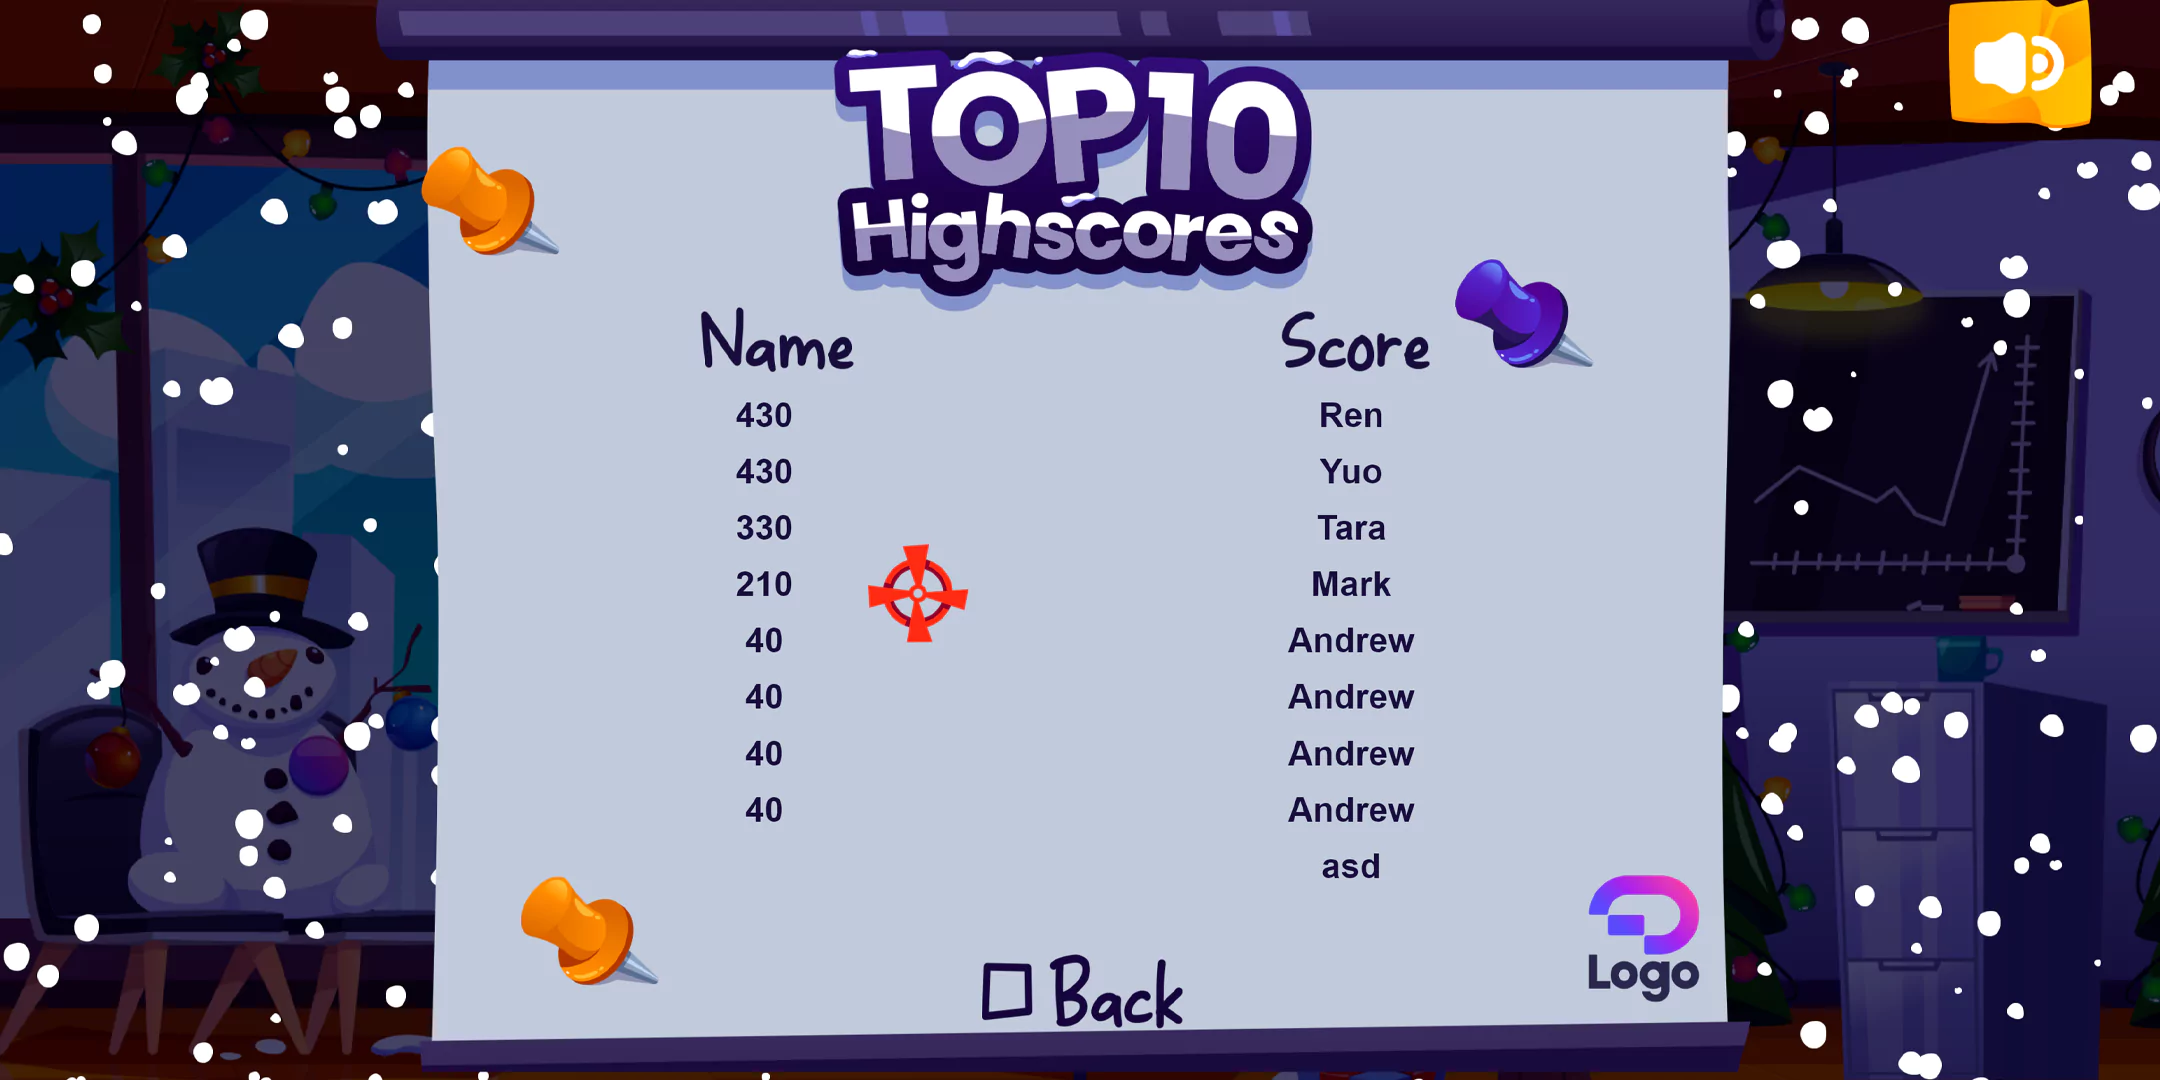 TOP10
Highscores
Name Score
430 Ren
430 Yuo
330 Tara
210 Mark
40 Andrew
40 Andrew
40 Andrew
40 Andrew
asd
Back
Logo